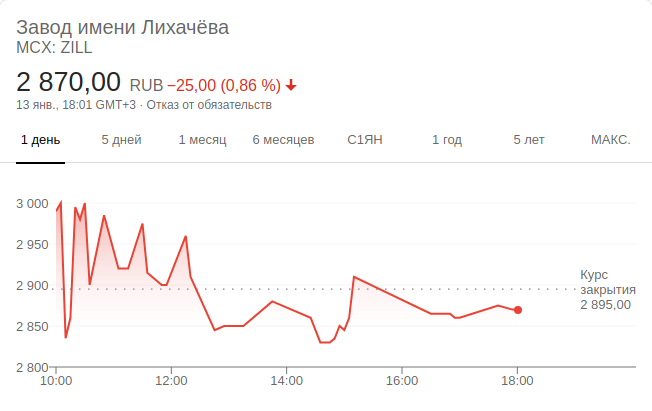 Завод имени Лихачёва
MCX: ZILL
2 870,00 RUB −25,00 (0,86 %)
13 янв., 18:01 GMT+3 · Отказ от обязательств
1 день 5 дней 1 месяц 6 месяцев С1ЯН 1 год 5 лет МАКС.
3 000
2 950
2 900
2 850
2 800
Курс
закрытия
2 895,00
10:00 12:00 14:00 16:00 18:00